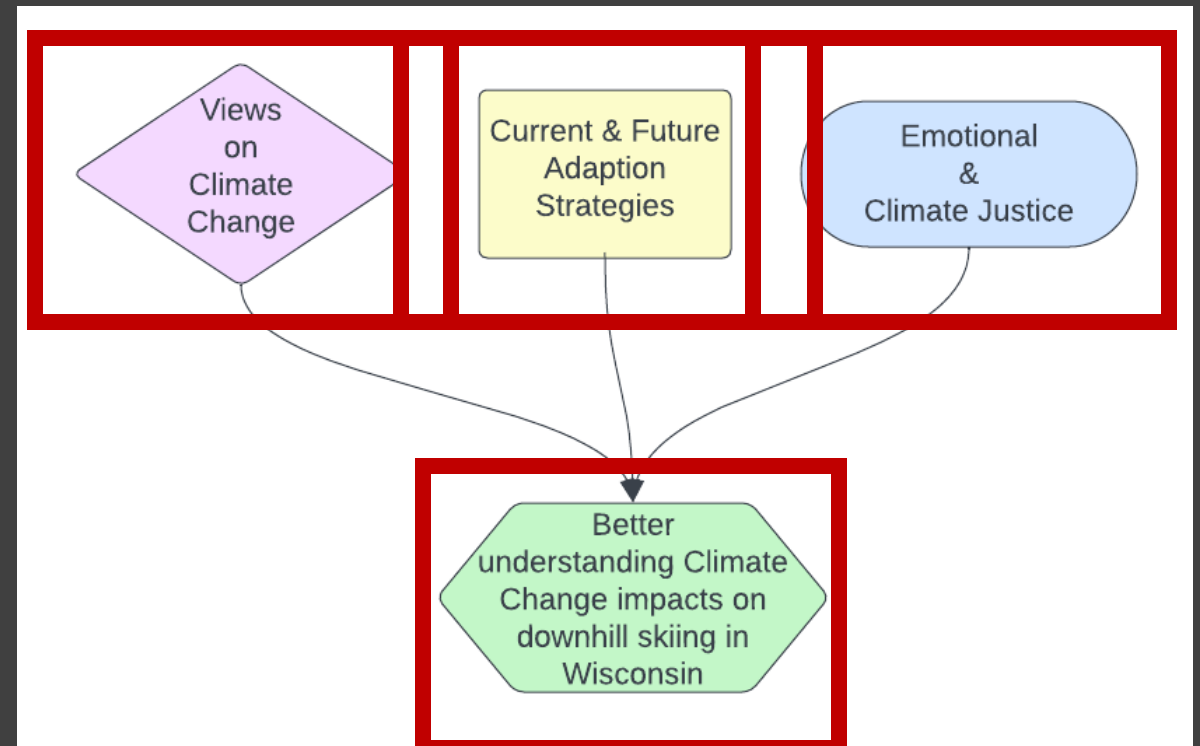 Views
on
Climate
Change
Current & Future
Adaption
Strategies
Emotional
&
Climate Justice
Better
understanding Climate
Change impacts on
downhill skiing in
Wisconsin